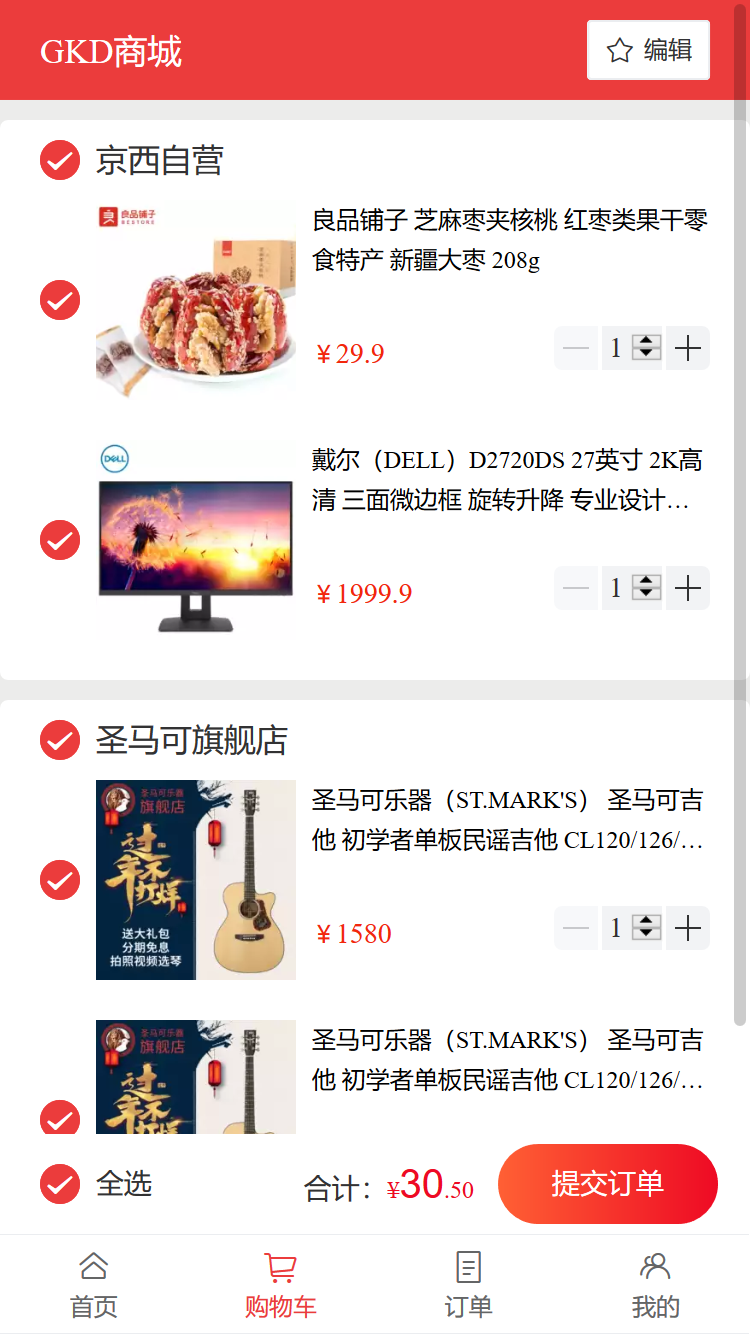 GKD商城
编辑
京西自营
良品铺子
BESTORE
良品铺子 芝麻枣夹核桃 红枣类果干零
食特产 新疆大枣 208g
¥29.9
1
DELL
戴尔（DELL）D2720DS 27英寸 2K高
清 三面微边框 旋转升降 专业设计…
¥1999.9
1
圣马可旗舰店
圣马可乐器
旗舰店
过年不打烊
送大礼包
分期免息
拍照视频选琴
圣马可乐器（ST.MARK'S） 圣马可吉
他 初学者单板民谣吉他 CL120/126/…
¥1580
1
圣马可乐器
旗舰店
过年不打烊
圣马可乐器（ST.MARK'S） 圣马可吉
他 初学者单板民谣吉他 CL120/126/…
全选
合计：¥30.50
提交订单
首页
购物车
订单
我的